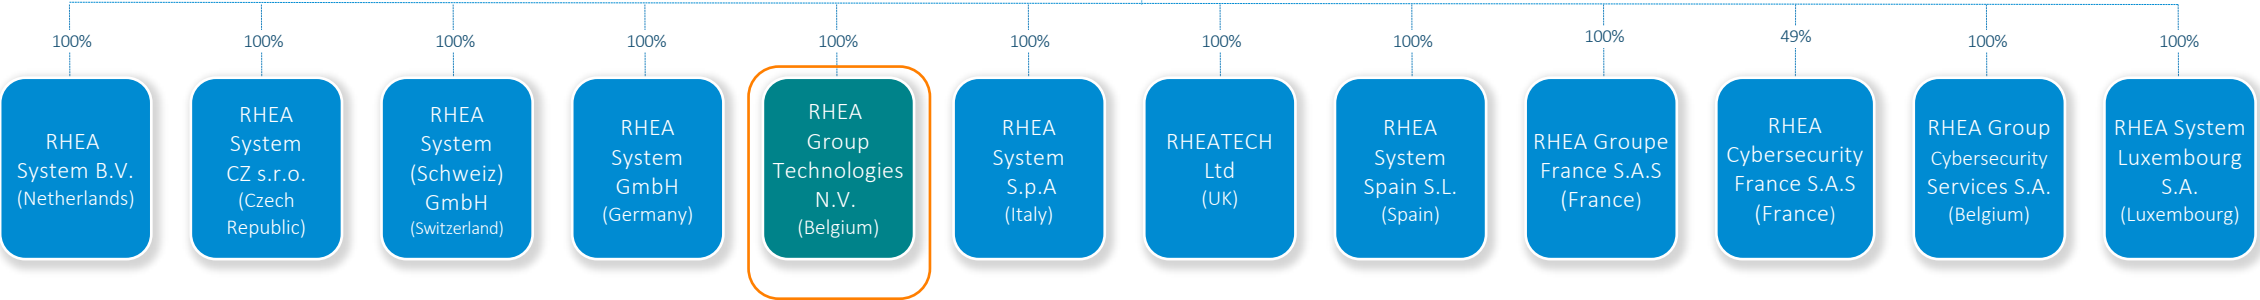 100%
100%
100%
100%
100%
100%
100%
100%
100%
49%
100%
100%
RHEA
System B.V.
(Netherlands)
RHEA
System
CZ s.r.o.
(Czech
Republic)
RHEA
System
(Schweiz)
GmbH
(Switzerland)
RHEA
System
GmbH
(Germany)
RHEA
Group
Technologies
N.V.
(Belgium)
RHEA
System
S.p.A
(Italy)
RHEATECH
Ltd
(UK)
RHEA
System
Spain S.L.
(Spain)
RHEA Groupe
France S.A.S
(France)
RHEA
Cybersecurity
France S.A.S
(France)
RHEA Group
Cybersecurity
Services S.A.
(Belgium)
RHEA System
Luxembourg
S.A.
(Luxembourg)